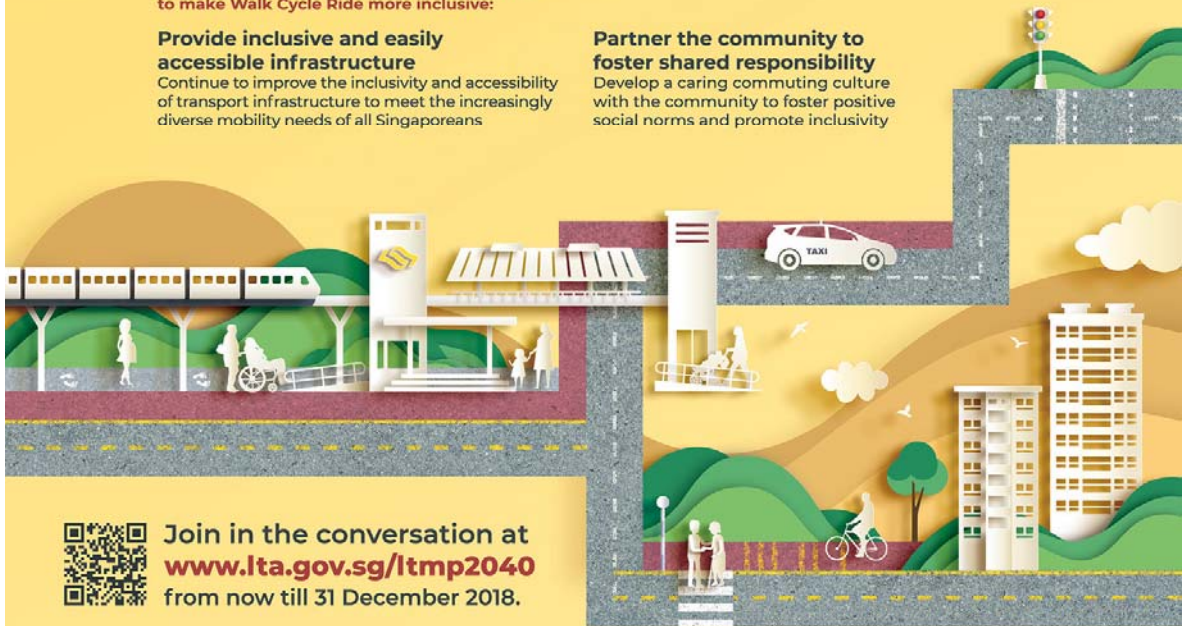 to make Walk Cycle Ride more inclusive:
Provide inclusive and easily
accessible infrastructure
Continue to improve the inclusivity and accessibility
of transport infrastructure to meet the increasingly
diverse mobility needs of all Singaporeans
Partner the community to
foster shared responsibility
Develop a caring commuting culture
with the community to foster positive
social norms and promote inclusivity
TAXI
Join in the conversation at
www.lta.gov.sg/ltmp2040
from now till 31 December 2018.